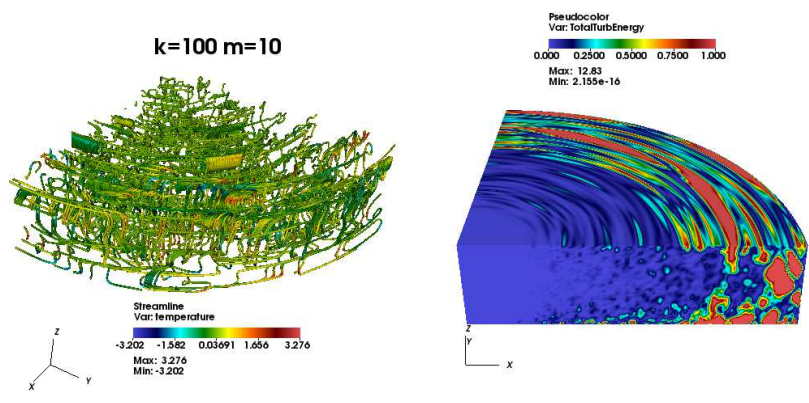 k=100 m=10
Streamline
Var: temperature
-3.202 -1.582 0.03691 1.656 3.276
Max: 3.276
Min: -3.202
Z
X
Y
Pseudocolor
Var: TotalTurbEnergy
0.000 0.2500 0.5000 0.7500 1.000
Max: 12.83
Min: 2.155e-16
Z
Y
X